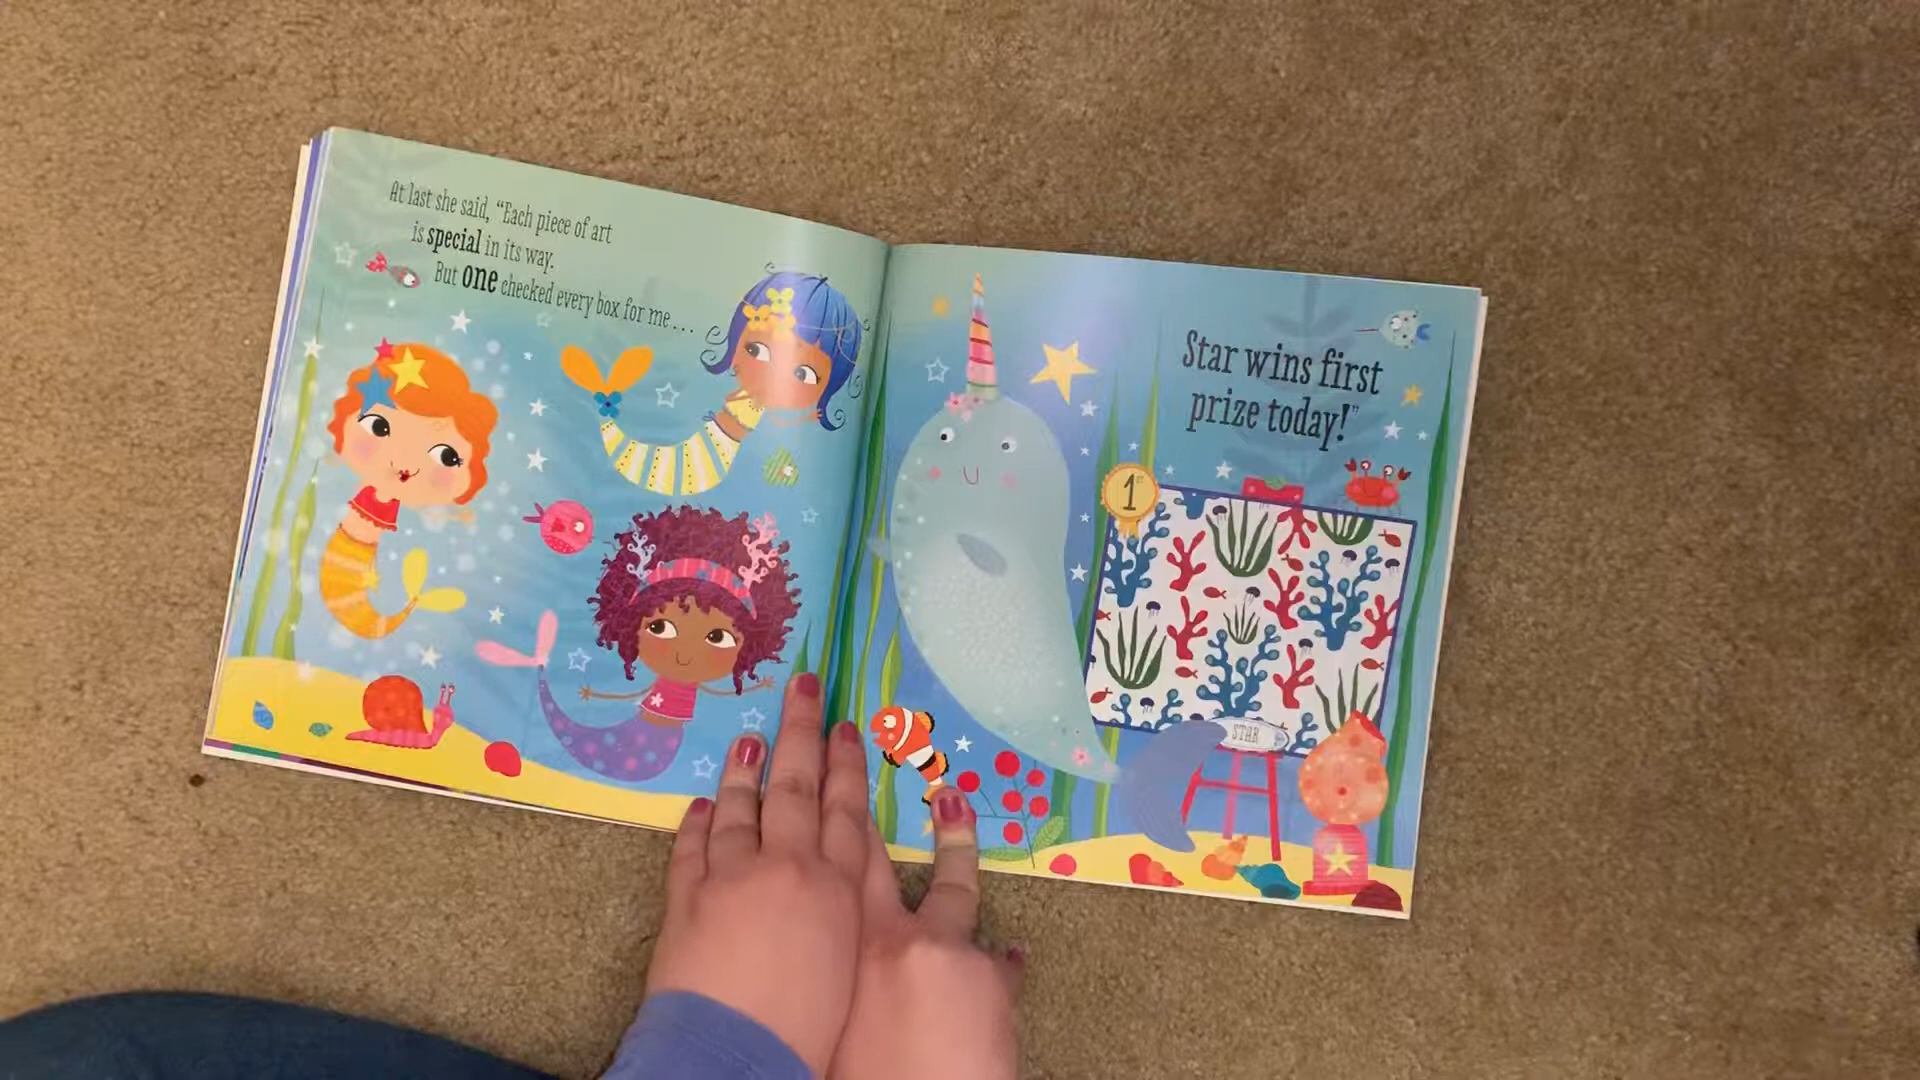 At last she said, “Each piece of art
is special in its way.
But one checked every box for me...
Star wins first
prize today!”
1st
STAR